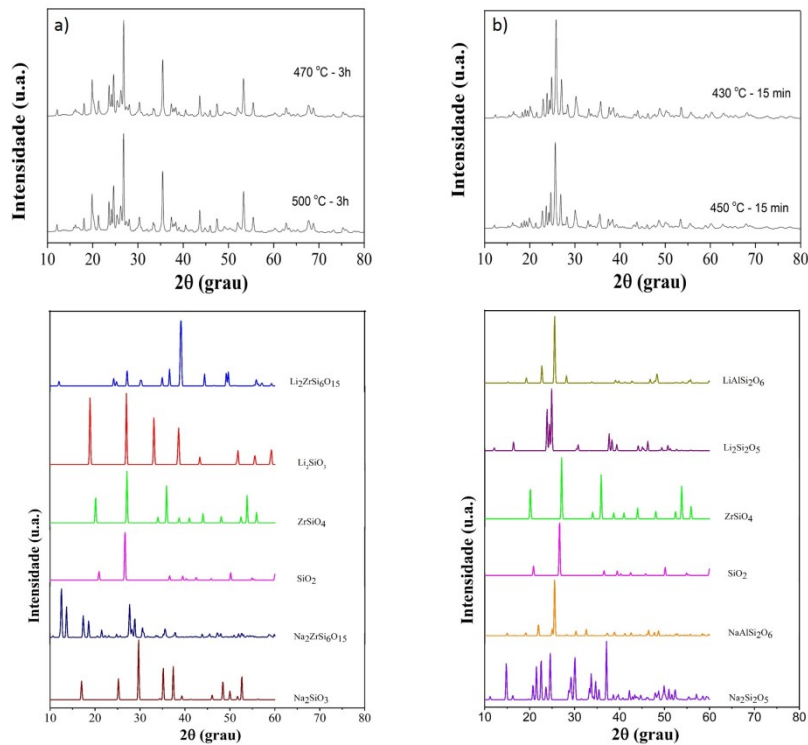 a)
Intensidade (u.a.)
470 °C - 3h
500 °C - 3h
10 20 30 40 50 60 70 80
2θ (grau)
b)
Intensidade (u.a.)
430 °C - 15 min
450 °C - 15 min
10 20 30 40 50 60 70 80
2θ (grau)
Intensidade (u.a.)
Li₂ZrSi₆O₁₅
Li₂SiO₃
ZrSiO₄
SiO₂
Na₂ZrSi₆O₁₅
Na₂SiO₃
10 20 30 40 50 60 70 80
2θ (grau)
Intensidade (u.a.)
LiAlSi₂O₆
Li₂Si₂O₅
ZrSiO₄
SiO₂
NaAlSi₂O₆
Na₂Si₂O₅
10 20 30 40 50 60 70 80
2θ (grau)